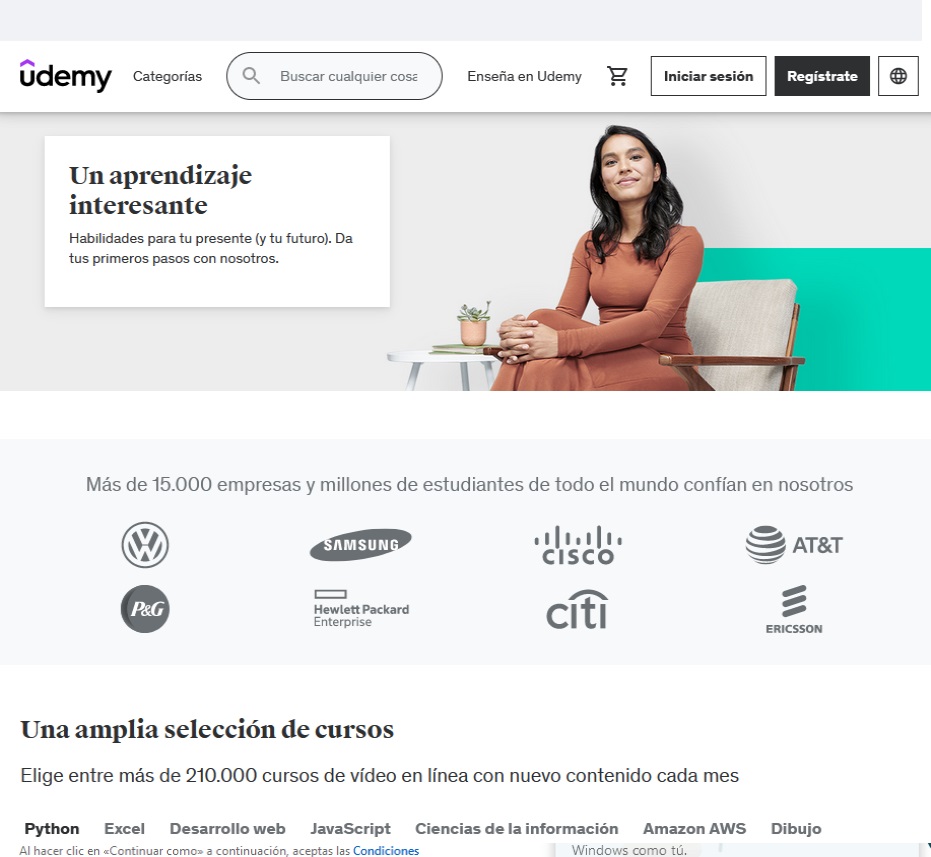 ûdemy Categorías Buscar cualquier cosa Enseña en Udemy Iniciar sesión Regístrate
Un aprendizaje
interesante
Habilidades para tu presente (y tu futuro). Da
tus primeros pasos con nosotros.
Más de 15.000 empresas y millones de estudiantes de todo el mundo confían en nosotros
SAMSUNG CISCO AT&T
P&G Hewlett Packard
Enterprise citi ERICSSON
Una amplia selección de cursos
Elige entre más de 210.000 cursos de vídeo en línea con nuevo contenido cada mes
Python Excel Desarrollo web JavaScript Ciencias de la información Amazon AWS Dibujo
Al hacer clic en «Continuar como» a continuación, aceptas las Condiciones Windows como tú.